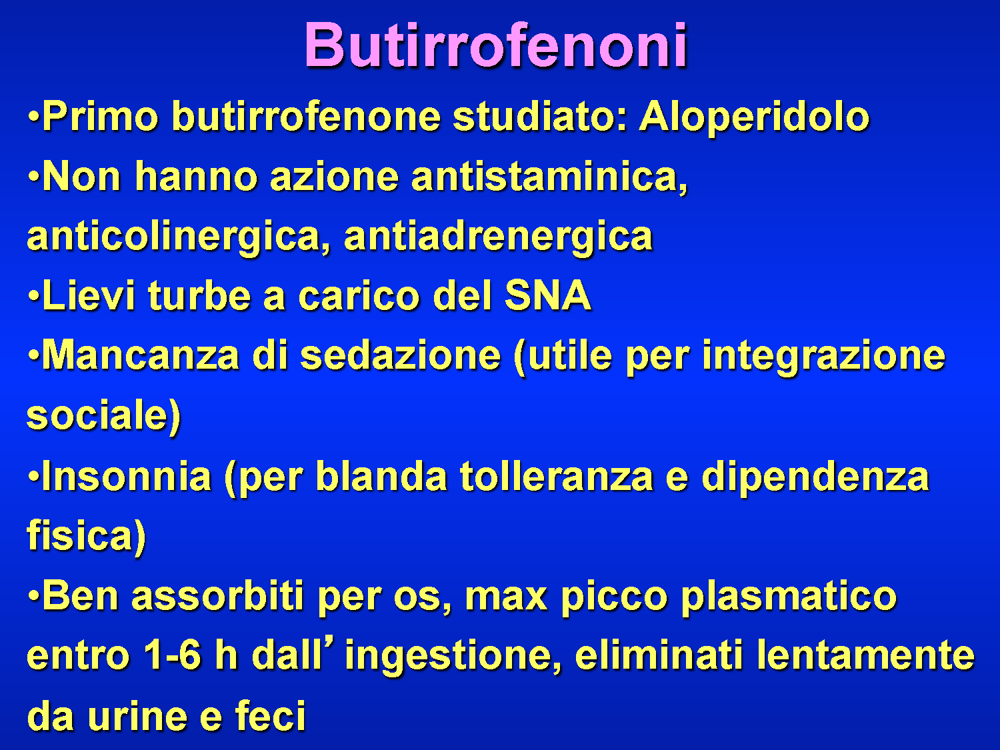 Butirrofenoni
•Primo butirrofenone studiato: Aloperidolo
•Non hanno azione antistaminica,
anticolinergica, antiadrenergica
•Lievi turbe a carico del SNA
•Mancanza di sedazione (utile per integrazione
sociale)
•Insonnia (per blanda tolleranza e dipendenza
fisica)
•Ben assorbiti per os, max picco plasmatico
entro 1-6 h dall’ingestione, eliminati lentamente
da urine e feci